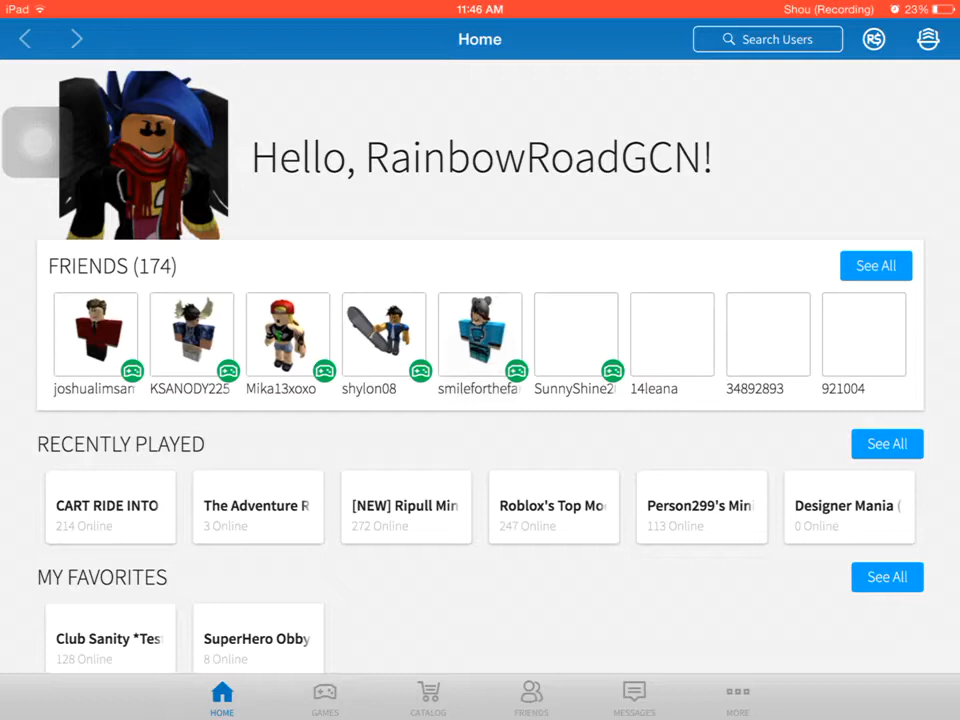 iPad 11:46 AM Shou (Recording) 23%
Home Search Users R$
Hello, RainbowRoadGCN!
FRIENDS (174) See All
joshualimsan KSANODY225 Mika13xoxo shylon08 smileforthefa SunnyShine2 14leana 34892893 921004
RECENTLY PLAYED See All
CART RIDE INTO The Adventure R [NEW] Ripull Min Roblox's Top Mo Person299's Mini Designer Mania (
214 Online 3 Online 272 Online 247 Online 113 Online 0 Online
MY FAVORITES See All
Club Sanity *Tes SuperHero Obby
128 Online 8 Online
HOME GAMES CATALOG FRIENDS MESSAGES MORE